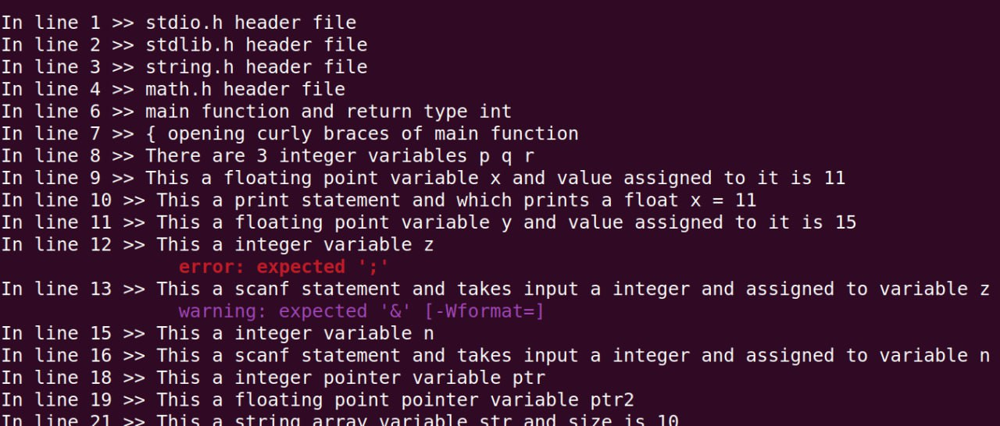 In line 1 >> stdio.h header file
In line 2 >> stdlib.h header file
In line 3 >> string.h header file
In line 4 >> math.h header file
In line 6 >> main function and return type int
In line 7 >> { opening curly braces of main function
In line 8 >> There are 3 integer variables p q r
In line 9 >> This a floating point variable x and value assigned to it is 11
In line 10 >> This a print statement and which prints a float x = 11
In line 11 >> This a floating point variable y and value assigned to it is 15
In line 12 >> This a integer variable z
error: expected ';'
In line 13 >> This a scanf statement and takes input a integer and assigned to variable z
warning: expected '&' [-Wformat=]
In line 15 >> This a integer variable n
In line 16 >> This a scanf statement and takes input a integer and assigned to variable n
In line 18 >> This a integer pointer variable ptr
In line 19 >> This a floating point pointer variable ptr2
In line 21 >> This a string array variable str and size is 10